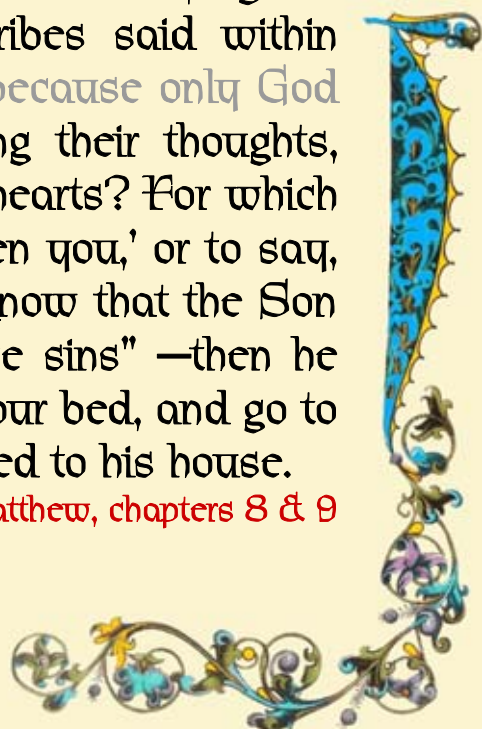 ribes said within
because only God
ng their thoughts,
hearts? For which
en you,' or to say,
now that the Son
e sins" —then he
our bed, and go to
ed to his house.
atthew, chapters 8 & 9